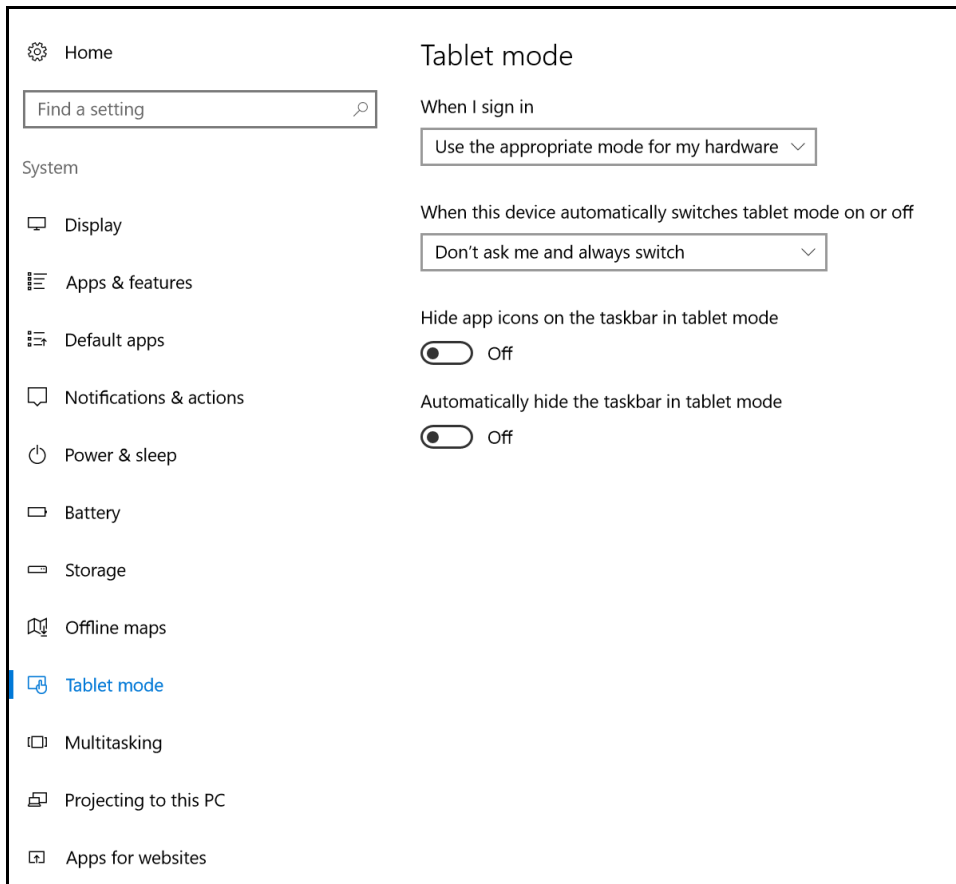 Home
Find a setting
System
Display
Apps & features
Default apps
Notifications & actions
Power & sleep
Battery
Storage
Offline maps
Tablet mode
Multitasking
Projecting to this PC
Apps for websites
Tablet mode
When I sign in
Use the appropriate mode for my hardware
When this device automatically switches tablet mode on or off
Don’t ask me and always switch
Hide app icons on the taskbar in tablet mode
Off
Automatically hide the taskbar in tablet mode
Off